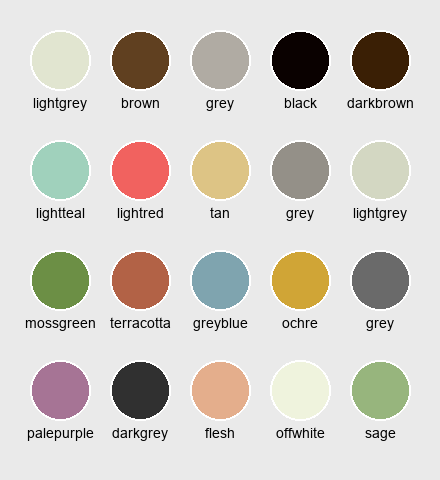 lightgrey brown grey black darkbrown
lightteal lightred tan grey lightgrey
mossgreen terracotta greyblue ochre grey
palepurple darkgrey flesh offwhite sage